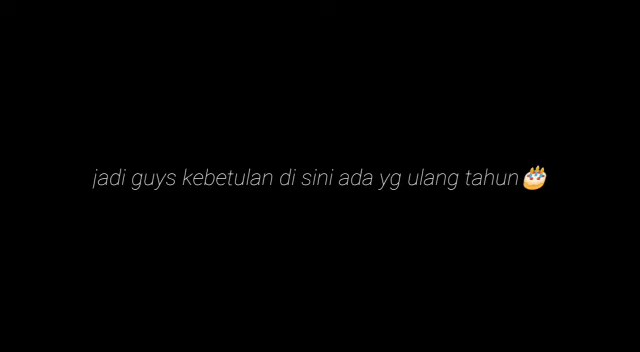 jadi guys kebetulan di sini ada yg ulang tahun🎂